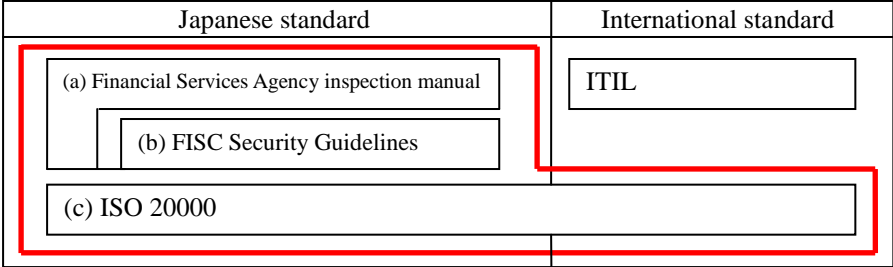 Japanese standard
International standard
(a) Financial Services Agency inspection manual
ITIL
(b) FISC Security Guidelines
(c) ISO 20000